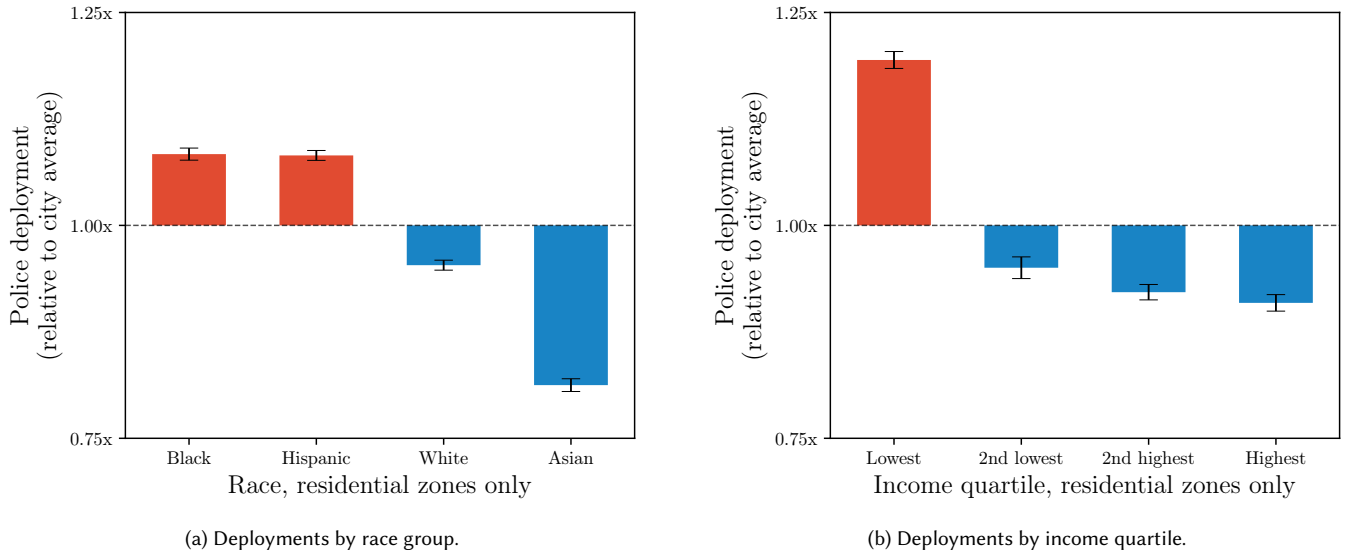 Police deployment
(relative to city average)
1.25x
1.00x
0.75x
Black Hispanic White Asian
Race, residential zones only
(a) Deployments by race group.
Police deployment
(relative to city average)
1.25x
1.00x
0.75x
Lowest 2nd lowest 2nd highest Highest
Income quartile, residential zones only
(b) Deployments by income quartile.